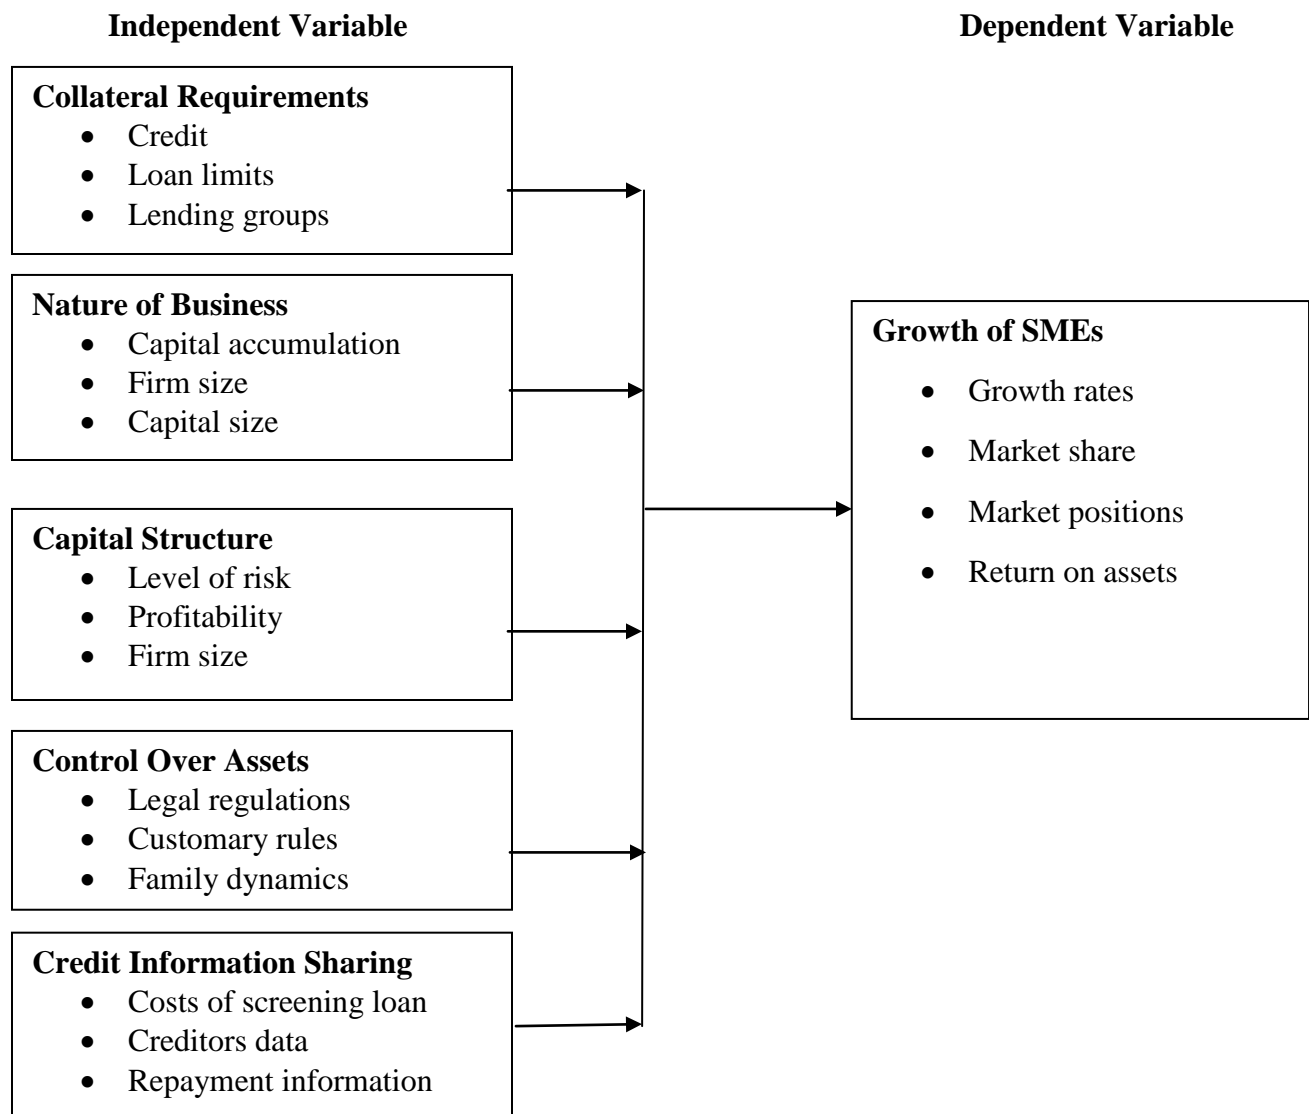 Independent Variable
Dependent Variable
Collateral Requirements
• Credit
• Loan limits
• Lending groups
Nature of Business
• Capital accumulation
• Firm size
• Capital size
Capital Structure
• Level of risk
• Profitability
• Firm size
Control Over Assets
• Legal regulations
• Customary rules
• Family dynamics
Credit Information Sharing
• Costs of screening loan
• Creditors data
• Repayment information
Growth of SMEs
• Growth rates
• Market share
• Market positions
• Return on assets